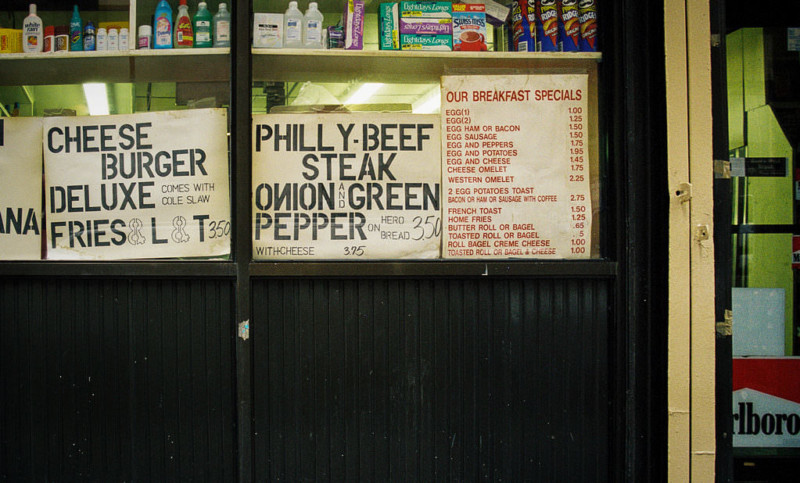 ANA
CHEESE
BURGER
DELUXE COMES WITH COLE SLAW
FRIES & L & T 3.50
PHILLY-BEEF
STEAK
ONION AND GREEN
PEPPER ON HERO BREAD 3.50
WITH-CHEESE 3.75
OUR BREAKFAST SPECIALS
EGG(1) 1.00
EGG(2) 1.25
EGG HAM OR BACON 1.50
EGG SAUSAGE 1.50
EGG AND PEPPERS 1.75
EGG AND POTATOES 1.95
EGG AND CHEESE 1.45
CHEESE OMELET 1.75
WESTERN OMELET 2.25
2 EGG POTATOES TOAST
BACON OR HAM OR SAUSAGE WITH COFFEE 2.75
FRENCH TOAST 1.50
HOME FRIES 1.25
BUTTER ROLL OR BAGEL .65
TOASTED ROLL OR BAGEL . 5
ROLL BAGEL CREME CHEESE 1.00
TOASTED ROLL OR BAGEL & CHEESE 1.00
rlboro